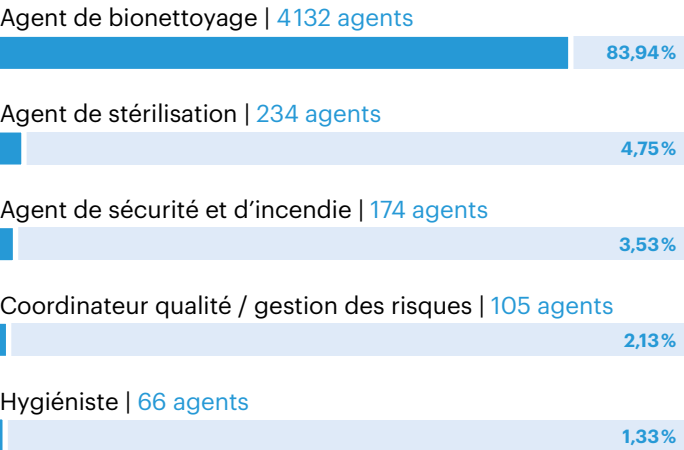 Agent de bionettoyage | 4132 agents
83,94%
Agent de stérilisation | 234 agents
4,75%
Agent de sécurité et d’incendie | 174 agents
3,53%
Coordinateur qualité / gestion des risques | 105 agents
2,13%
Hygiéniste | 66 agents
1,33%